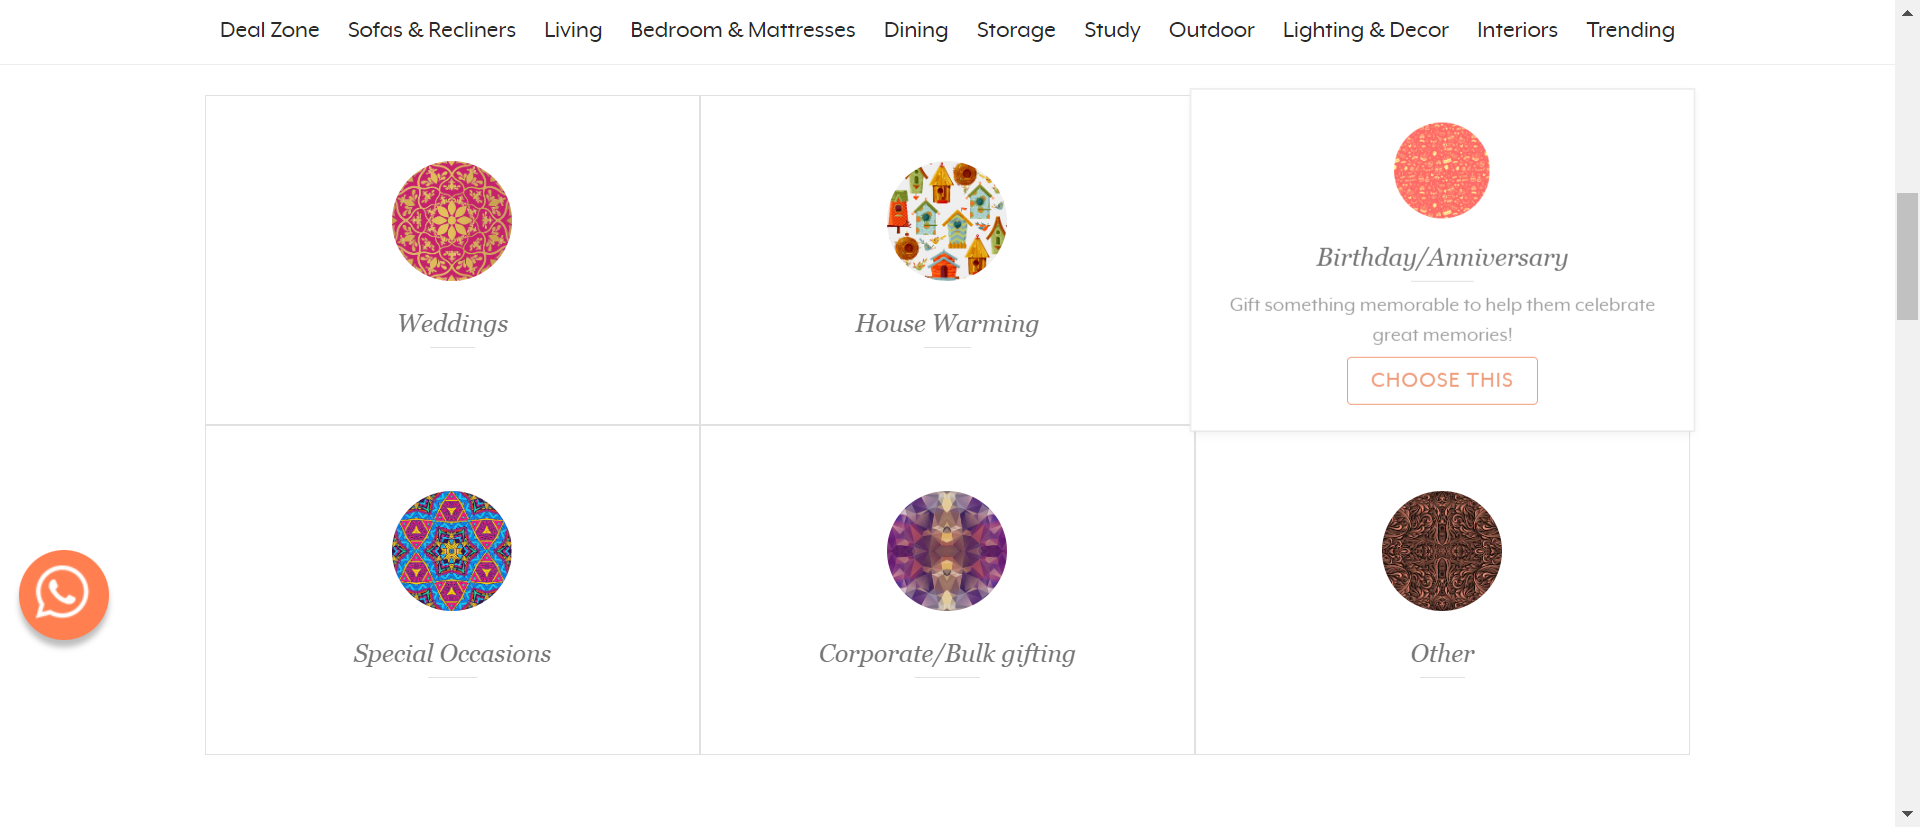 Deal Zone Sofas & Recliners Living Bedroom & Mattresses Dining Storage Study Outdoor Lighting & Decor Interiors Trending
Weddings
House Warming
Birthday/Anniversary
Gift something memorable to help them celebrate
great memories!
CHOOSE THIS
Special Occasions
Corporate/Bulk gifting
Other